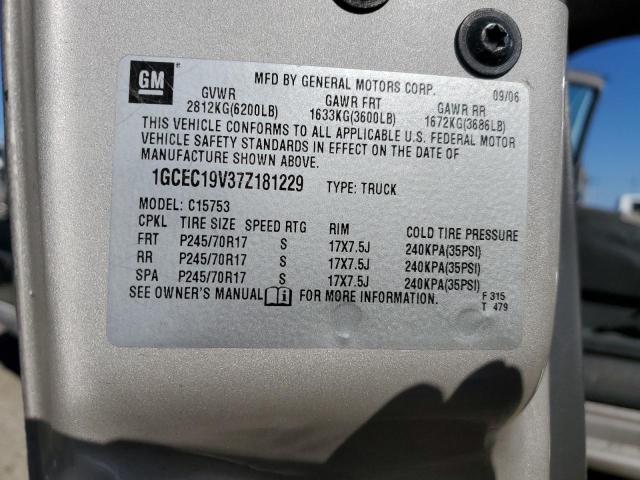 GM MFD BY GENERAL MOTORS CORP. 09/06
GVWR GAWR FRT GAWR RR
2812KG(6200LB) 1633KG(3600LB) 1672KG(3686LB)
THIS VEHICLE CONFORMS TO ALL APPLICABLE U.S. FEDERAL MOTOR
VEHICLE SAFETY STANDARDS IN EFFECT ON THE DATE OF
MANUFACTURE SHOWN ABOVE.
1GCEC19V37Z181229 TYPE: TRUCK
MODEL: C15753
CPKL TIRE SIZE SPEED RTG RIM COLD TIRE PRESSURE
FRT P245/70R17 S 17X7.5J 240KPA(35PSI)
RR P245/70R17 S 17X7.5J 240KPA(35PSI)
SPA P245/70R17 S 17X7.5J 240KPA(35PSI)
SEE OWNER'S MANUAL FOR MORE INFORMATION. F 315
T 479